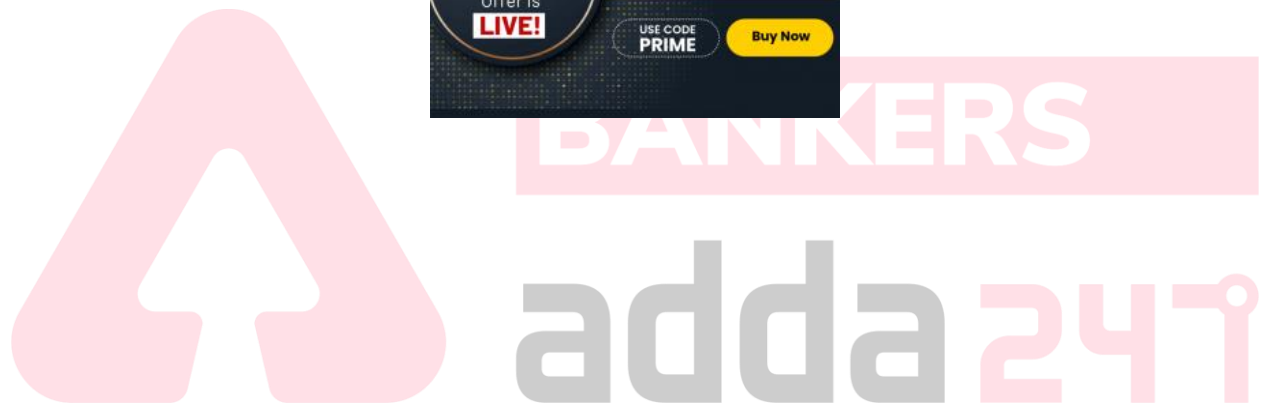 Offer is
LIVE!
USE CODE
PRIME
Buy Now
BANKERS
adda247